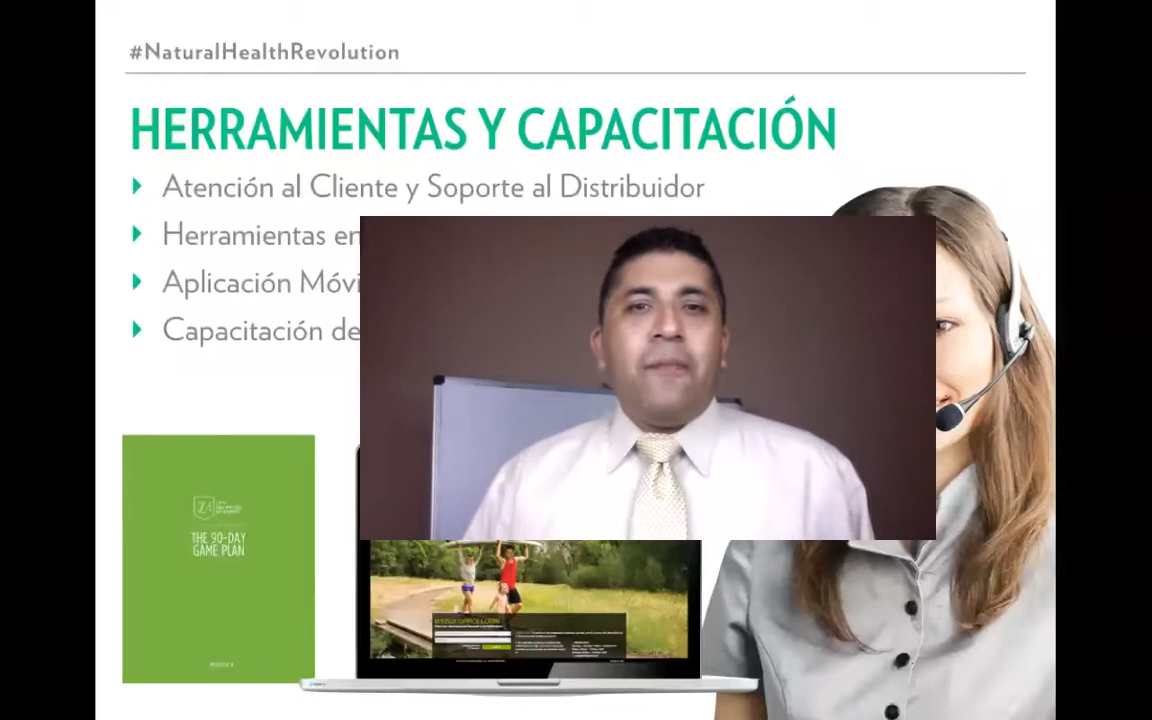 #NaturalHealthRevolution
HERRAMIENTAS Y CAPACITACIÓN
Atención al Cliente y Soporte al Distribuidor
Herramientas en
Aplicación Móvi
Capacitación de
THE 90-DAY
GAME PLAN